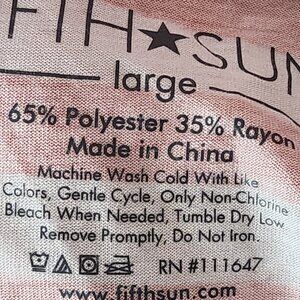 FIFTH★SUN
large
65% Polyester 35% Rayon
Made in China
Machine Wash Cold With Like
Colors, Gentle Cycle, Only Non-Chlorine
Bleach When Needed, Tumble Dry Low
Remove Promptly, Do Not Iron.
RN #111647
www.fifthsun.com